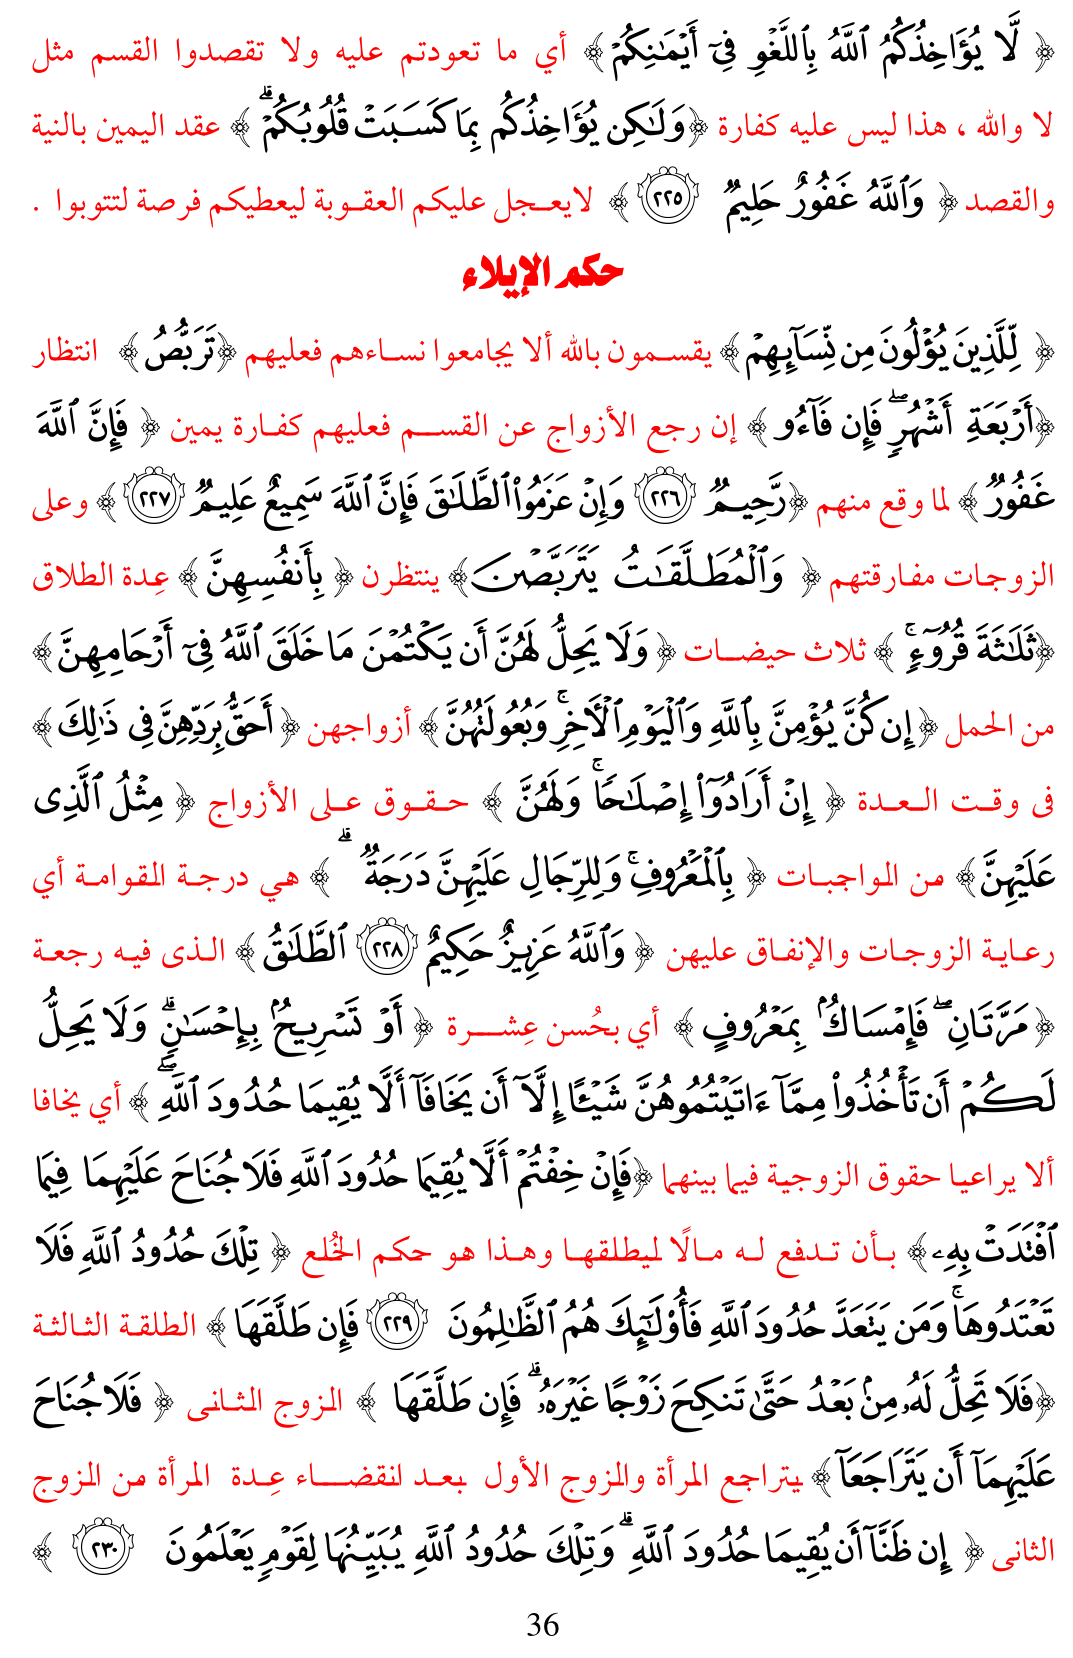 ﴿ لَّا يُؤَاخِذُكُمُ ٱللَّهُ بِٱللَّغْوِ فِىٓ أَيْمَـٰنِكُمْ ﴾ أي ما تعودتم عليه ولا تقصدوا القسم مثل
لا والله ، هذا ليس عليه كفارة ﴿ وَلَـٰكِن يُؤَاخِذُكُم بِمَا كَسَبَتْ قُلُوبُكُمْ ۗ ﴾ عقد اليمين بالنية
والقصد ﴿ وَٱللَّهُ غَفُورٌ حَلِيمٌ ٢٢٥ ﴾ لايعجل عليكم العقوبة ليعطيكم فرصة لتتوبوا .
حكم الإيلاء
﴿ لِّلَّذِينَ يُؤْلُونَ مِن نِّسَآئِهِمْ ﴾ يقسمون بالله ألا يجامعوا نساءهم فعليهم ﴿ تَرَبُّصُ ﴾ انتظار
﴿ أَرْبَعَةِ أَشْهُرٍ ۖ فَإِن فَآءُو ﴾ إن رجع الأزواج عن القسم فعليهم كفارة يمين ﴿ فَإِنَّ ٱللَّهَ
غَفُورٌ ﴾ لما وقع منهم ﴿ رَّحِيمٌ ٢٢٦ وَإِنْ عَزَمُوا۟ ٱلطَّلَـٰقَ فَإِنَّ ٱللَّهَ سَمِيعٌ عَلِيمٌ ٢٢٧ ﴾ وعلى
الزوجات مفارقتهم ﴿ وَٱلْمُطَلَّقَـٰتُ يَتَرَبَّصْنَ ﴾ ينتظرن ﴿ بِأَنفُسِهِنَّ ﴾ عِدة الطلاق
﴿ ثَلَـٰثَةَ قُرُوٓءٍ ۚ ﴾ ثلاث حيضات ﴿ وَلَا يَحِلُّ لَهُنَّ أَن يَكْتُمْنَ مَا خَلَقَ ٱللَّهُ فِىٓ أَرْحَامِهِنَّ ﴾
من الحمل ﴿ إِن كُنَّ يُؤْمِنَّ بِٱللَّهِ وَٱلْيَوْمِ ٱلْـَٔاخِرِ ۚ وَبُعُولَتُهُنَّ ﴾ أزواجهن ﴿ أَحَقُّ بِرَدِّهِنَّ فِى ذَٰلِكَ ﴾
فى وقت العدة ﴿ إِنْ أَرَادُوٓا۟ إِصْلَـٰحًا ۚ وَلَهُنَّ ﴾ حقوق على الأزواج ﴿ مِثْلُ ٱلَّذِى
عَلَيْهِنَّ ﴾ من الواجبات ﴿ بِٱلْمَعْرُوفِ ۚ وَلِلرِّجَالِ عَلَيْهِنَّ دَرَجَةٌ ۗ ﴾ هي درجة القوامة أي
رعاية الزوجات والإنفاق عليهن ﴿ وَٱللَّهُ عَزِيزٌ حَكِيمٌ ٢٢٨ ٱلطَّلَـٰقُ ﴾ الذى فيه رجعة
﴿ مَرَّتَانِ ۖ فَإِمْسَاكٌۢ بِمَعْرُوفٍ ﴾ أي بحُسن عِشرة ﴿ أَوْ تَسْرِيحٌۢ بِإِحْسَـٰنٍ ۗ وَلَا يَحِلُّ
لَكُمْ أَن تَأْخُذُوا۟ مِمَّآ ءَاتَيْتُمُوهُنَّ شَيْـًٔا إِلَّآ أَن يَخَافَآ أَلَّا يُقِيمَا حُدُودَ ٱللَّهِ ۖ ﴾ أي يخافا
ألا يراعيا حقوق الزوجية فيما بينهما ﴿ فَإِنْ خِفْتُمْ أَلَّا يُقِيمَا حُدُودَ ٱللَّهِ فَلَا جُنَاحَ عَلَيْهِمَا فِيمَا
ٱفْتَدَتْ بِهِۦ ﴾ بأن تدفع له مالًا ليطلقها وهذا هو حكم الخُلع ﴿ تِلْكَ حُدُودُ ٱللَّهِ فَلَا
تَعْتَدُوهَا ۚ وَمَن يَتَعَدَّ حُدُودَ ٱللَّهِ فَأُو۟لَـٰٓئِكَ هُمُ ٱلظَّـٰلِمُونَ ٢٢٩ فَإِن طَلَّقَهَا ﴾ الطلقة الثالثة
﴿ فَلَا تَحِلُّ لَهُۥ مِنۢ بَعْدُ حَتَّىٰ تَنكِحَ زَوْجًا غَيْرَهُۥ ۗ فَإِن طَلَّقَهَا ﴾ الزوج الثانى ﴿ فَلَا جُنَاحَ
عَلَيْهِمَآ أَن يَتَرَاجَعَآ ﴾ يتراجع المرأة والزوج الأول بعد انقضاء عِدة المرأة من الزوج
الثانى ﴿ إِن ظَنَّآ أَن يُقِيمَا حُدُودَ ٱللَّهِ ۗ وَتِلْكَ حُدُودُ ٱللَّهِ يُبَيِّنُهَا لِقَوْمٍ يَعْلَمُونَ ٢٣٠ ﴾
36